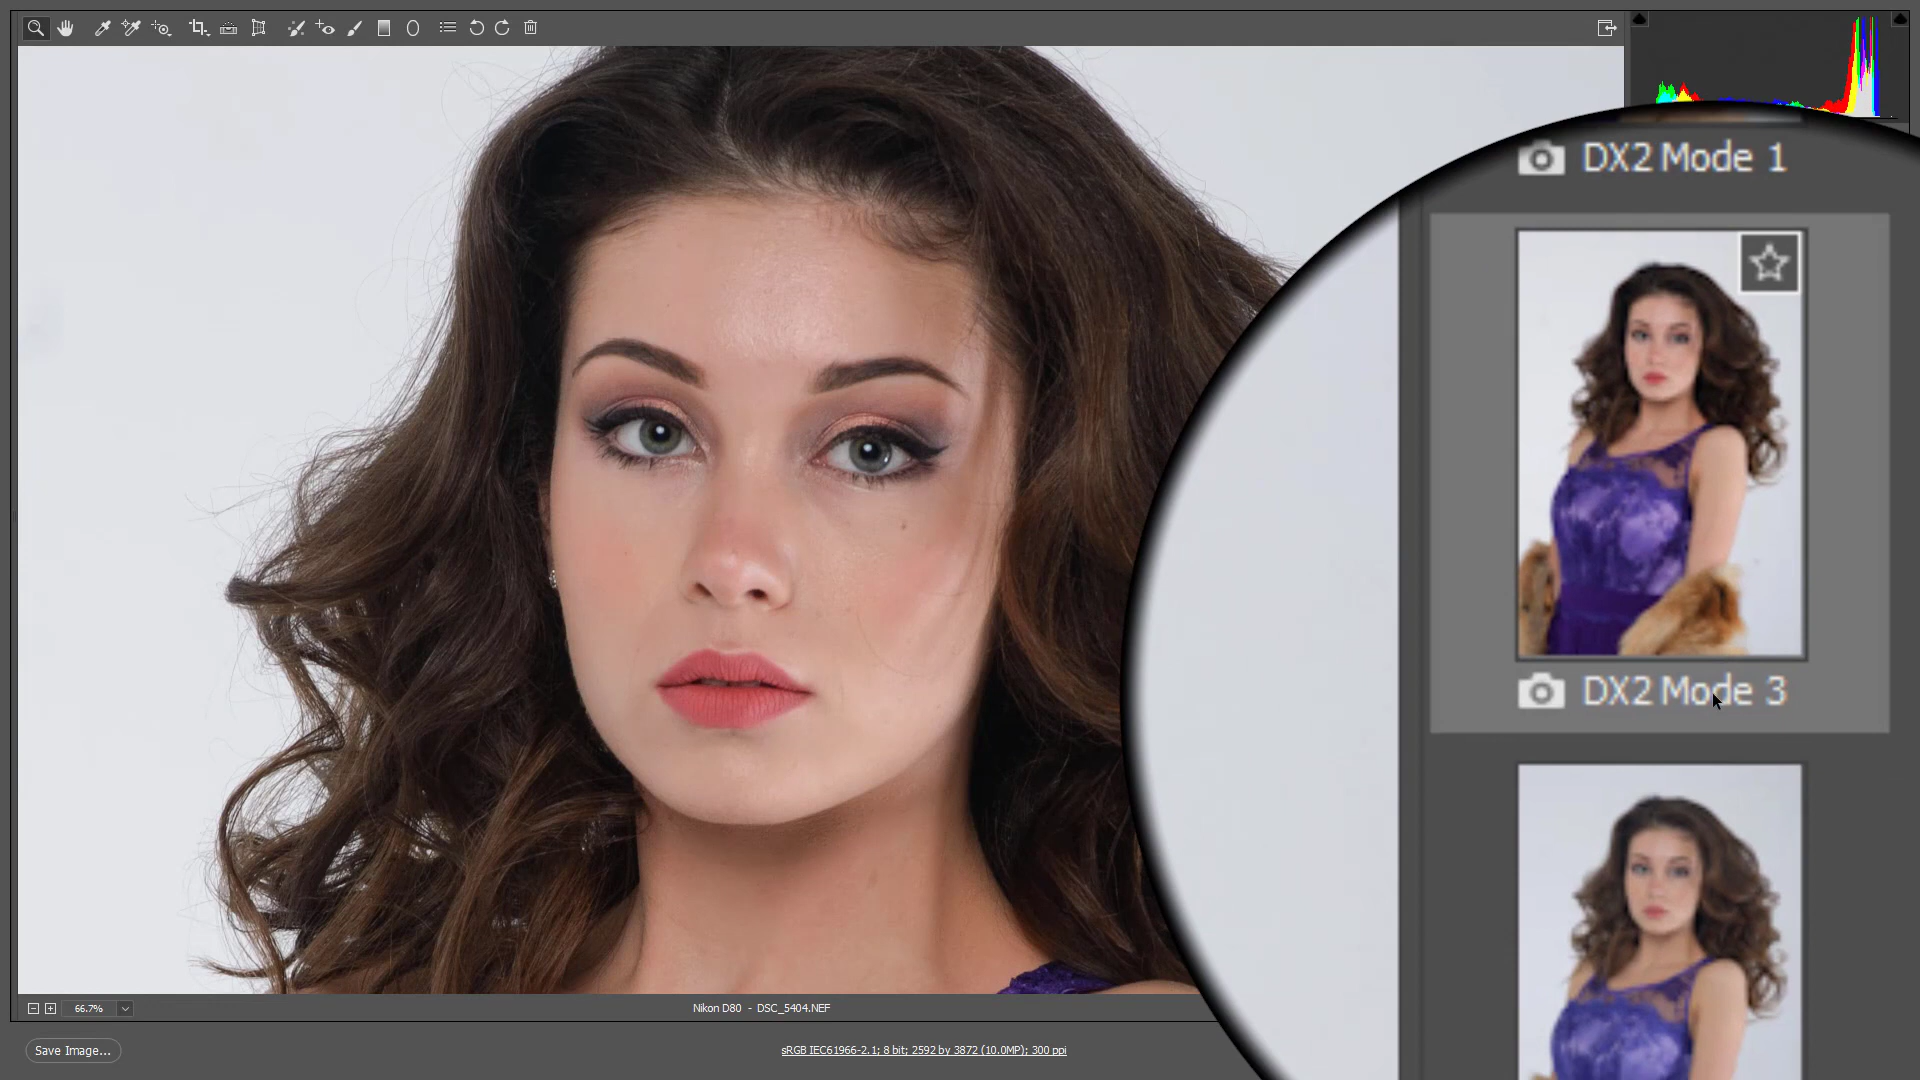 DX2 Mode 1
DX2 Mode 3
66.7%
Nikon D80 - DSC_5404.NEF
Save Image...
sRGB IEC61966-2.1; 8 bit; 2592 by 3872 (10.0MP); 300 ppi